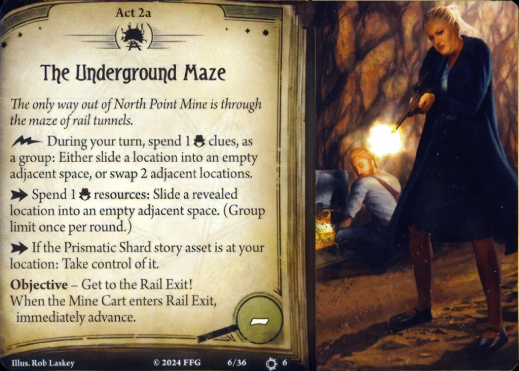 Act 2a
The Underground Maze
The only way out of North Point Mine is through
the maze of rail tunnels.
During your turn, spend 1 clues, as
a group: Either slide a location into an empty
adjacent space, or swap 2 adjacent locations.
Spend 1 resources: Slide a revealed
location into an empty adjacent space. (Group
limit once per round.)
If the Prismatic Shard story asset is at your
location: Take control of it.
Objective – Get to the Rail Exit!
When the Mine Cart enters Rail Exit,
immediately advance.
–
Illus. Rob Laskey © 2024 FFG 6/36 6